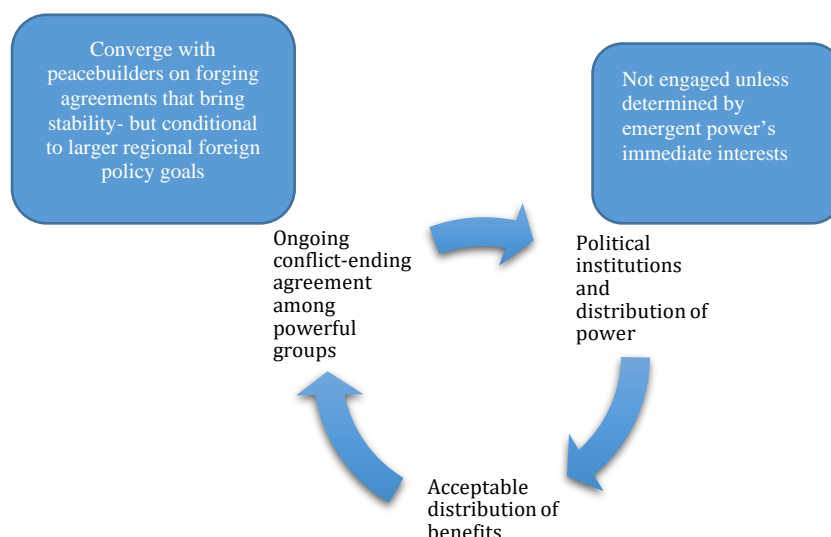 Converge with
peacebuilders on forging
agreements that bring
stability- but conditional
to larger regional foreign
policy goals
Not engaged unless
determined by
emergent power’s
immediate interests
Ongoing
conflict-ending
agreement
among
powerful
groups
Political
institutions
and
distribution of
power
Acceptable
distribution of
benefits